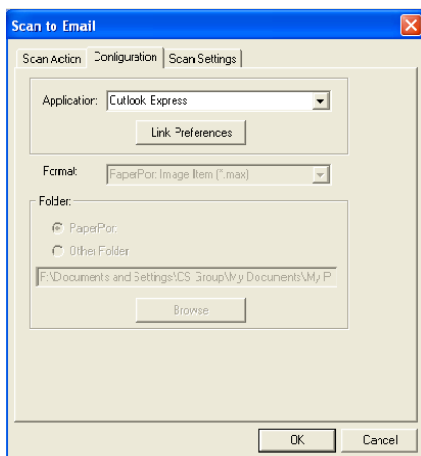 Scan to Email
Scan Action Configuration Scan Settings
Application: Outlook Express
Link Preferences
Format: PaperPort Image Item (*.max)
Folder:
PaperPort
Other Folder
F:\Documents and Settings\CS Group\My Documents\My P
Browse
OK Cancel